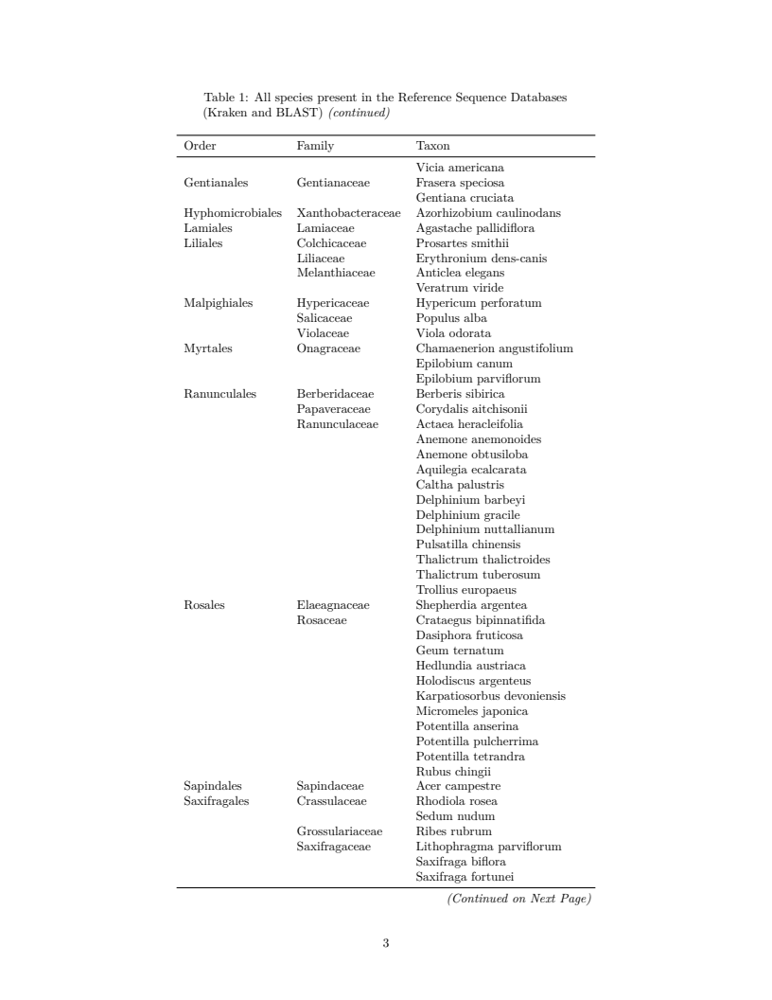 Table 1: All species present in the Reference Sequence Databases
(Kraken and BLAST) (continued)
Order Family Taxon
Vicia americana
Gentianales Gentianaceae Frasera speciosa
Gentiana cruciata
Hyphomicrobiales Xanthobacteraceae Azorhizobium caulinodans
Lamiales Lamiaceae Agastache pallidiflora
Liliales Colchicaceae Prosartes smithii
Liliaceae Erythronium dens-canis
Melanthiaceae Anticlea elegans
Veratrum viride
Malpighiales Hypericaceae Hypericum perforatum
Salicaceae Populus alba
Violaceae Viola odorata
Myrtales Onagraceae Chamaenerion angustifolium
Epilobium canum
Epilobium parviflorum
Ranunculales Berberidaceae Berberis sibirica
Papaveraceae Corydalis aitchisonii
Ranunculaceae Actaea heracleifolia
Anemone anemonoides
Anemone obtusiloba
Aquilegia ecalcarata
Caltha palustris
Delphinium barbeyi
Delphinium gracile
Delphinium nuttallianum
Pulsatilla chinensis
Thalictrum thalictroides
Thalictrum tuberosum
Trollius europaeus
Rosales Elaeagnaceae Shepherdia argentea
Rosaceae Crataegus bipinnatifida
Dasiphora fruticosa
Geum ternatum
Hedlundia austriaca
Holodiscus argenteus
Karpatiosorbus devoniensis
Micromeles japonica
Potentilla anserina
Potentilla pulcherrima
Potentilla tetrandra
Rubus chingii
Sapindales Sapindaceae Acer campestre
Saxifragales Crassulaceae Rhodiola rosea
Sedum nudum
Grossulariaceae Ribes rubrum
Saxifragaceae Lithophragma parviflorum
Saxifraga biflora
Saxifraga fortunei
(Continued on Next Page)
3